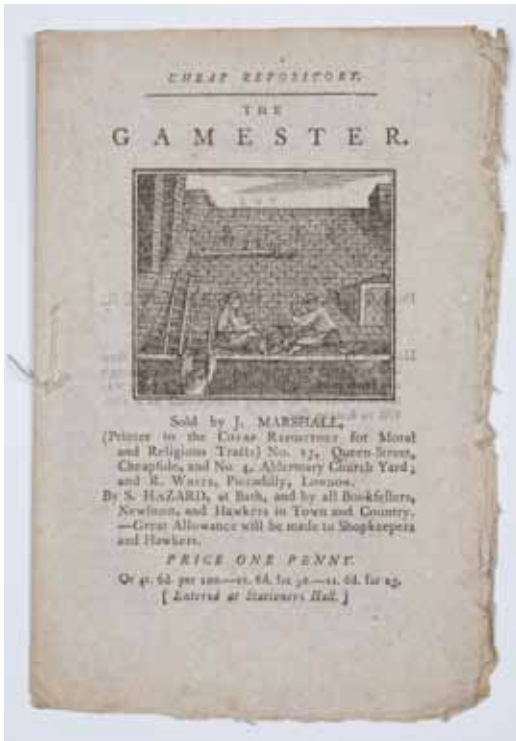 CHEAP REPOSITORY.
THE
GAMESTER.
Sold by J. MARSHALL,
(Printer to the CHEAP REPOSITORY for Moral
and Religious Tracts) No. 17, Queen-Street,
Cheapside, and No. 4, Aldermary Church Yard;
and R. WHITE, Piccadilly, LONDON.
By S. HAZARD, at Bath, and by all Booksellers,
Newsmen, and Hawkers in Town and Country.
—Great Allowance will be made to Shopkeepers
and Hawkers.
PRICE ONE PENNY.
Or 4s. 6d. per 100.—2s. 6d. for 50.—1s. 6d. for 25.
[ Entered at Stationers Hall. ]